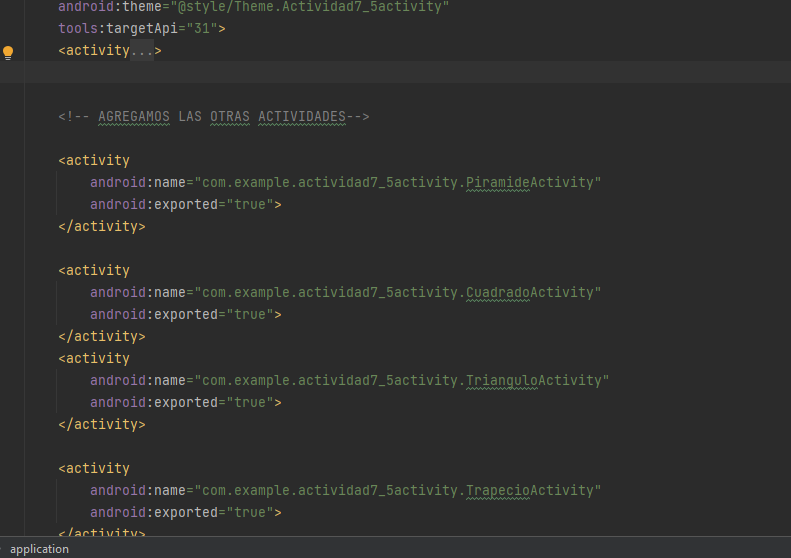 android:theme="@style/Theme.Actividad7_5activity"
tools:targetApi="31">
<activity...>
<!-- AGREGAMOS LAS OTRAS ACTIVIDADES-->
<activity
android:name="com.example.actividad7_5activity.PiramideActivity"
android:exported="true">
</activity>
<activity
android:name="com.example.actividad7_5activity.CuadradoActivity"
android:exported="true">
</activity>
<activity
android:name="com.example.actividad7_5activity.TrianguloActivity"
android:exported="true">
</activity>
<activity
android:name="com.example.actividad7_5activity.TrapecioActivity"
android:exported="true">
</activity>
application